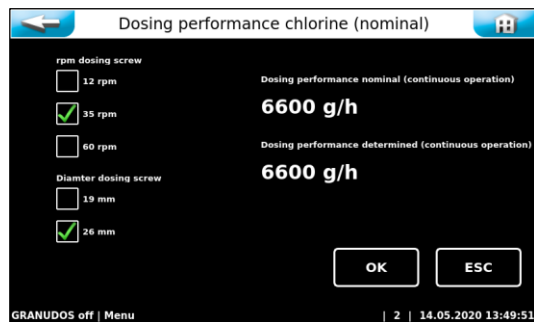 Dosing performance chlorine (nominal)
rpm dosing screw
12 rpm
35 rpm
60 rpm
Diamter dosing screw
19 mm
26 mm
Dosing performance nominal (continuous operation)
6600 g/h
Dosing performance determined (continuous operation)
6600 g/h
OK
ESC
GRANUDOS off | Menu
| 2 | 14.05.2020 13:49:51